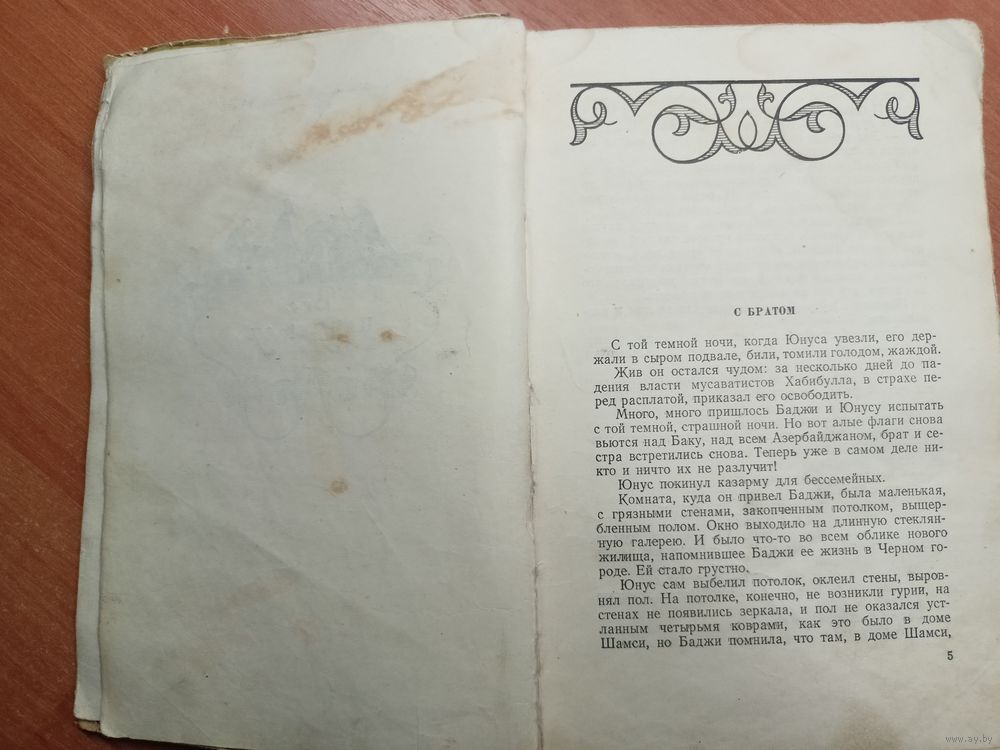 С БРАТОМ
С той темной ночи, когда Юнуса увезли, его дер-
жали в сыром подвале, били, томили голодом, жаждой.
Жив он остался чудом: за несколько дней до па-
дения власти мусаватистов Хабибулла, в страхе пе-
ред расплатой, приказал его освободить.
Много, много пришлось Баджи и Юнусу испытать
с той темной, страшной ночи. Но вот алые флаги снова
вьются над Баку, над всем Азербайджаном, брат и се-
стра встретились снова. Теперь уже в самом деле ни-
кто и ничто их не разлучит!
Юнус покинул казарму для бессемейных.
Комната, куда он привел Баджи, была маленькая,
с грязными стенами, закопченным потолком, выщер-
бленным полом. Окно выходило на длинную стеклян-
ную галерею. И было что-то во всем облике нового
жилища, напомнившее Баджи ее жизнь в Черном го-
роде. Ей стало грустно.
Юнус сам выбелил потолок, оклеил стены, выров-
нял пол. На потолке, конечно, не возникли гурии, на
стенах не появились зеркала, и пол не оказался уст-
ланным четырьмя коврами, как это было в доме
Шамси, но Баджи помнила, что там, в доме Шамси,
5
www.ay.by